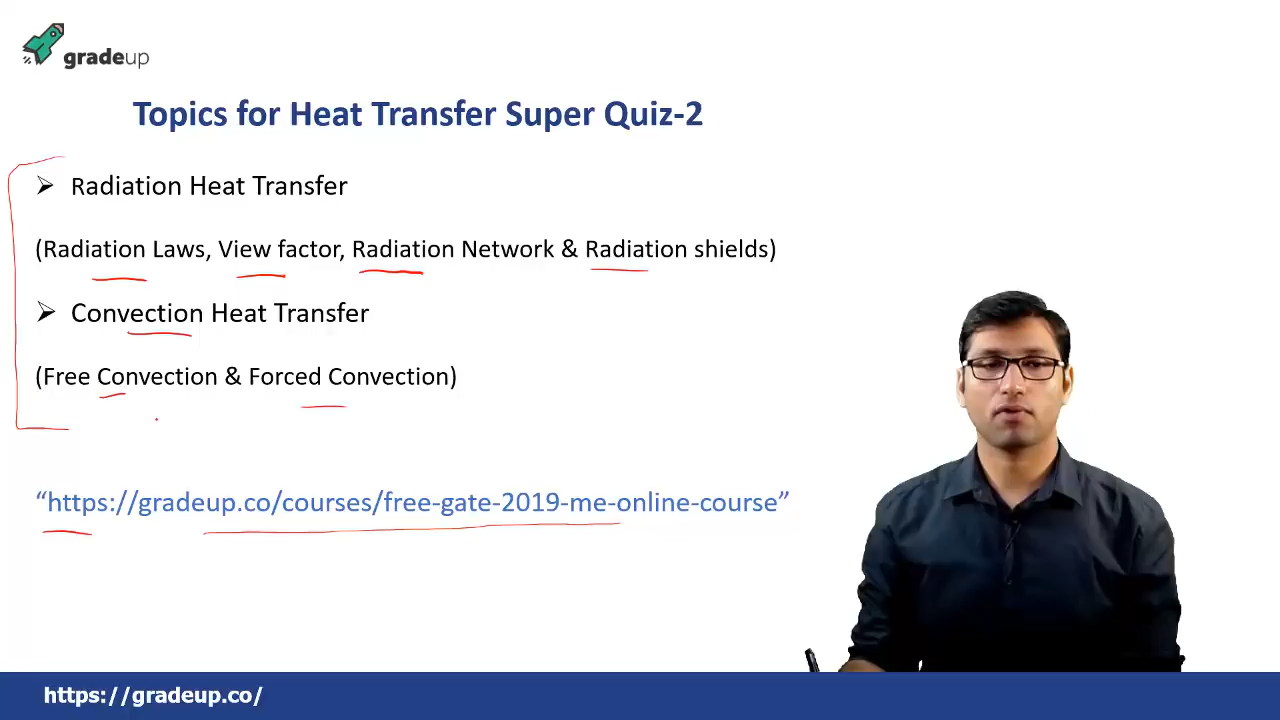 gradeup
Topics for Heat Transfer Super Quiz-2
➢ Radiation Heat Transfer
(Radiation Laws, View factor, Radiation Network & Radiation shields)
➢ Convection Heat Transfer
(Free Convection & Forced Convection)
“https://gradeup.co/courses/free-gate-2019-me-online-course”
https://gradeup.co/